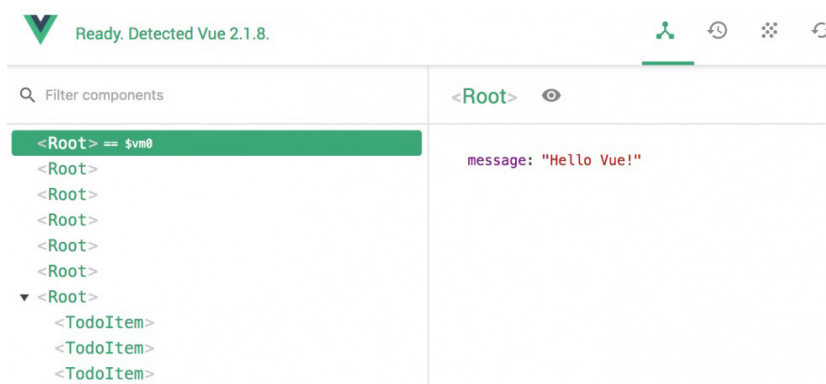 Ready. Detected Vue 2.1.8.
Filter components
<Root> == $vm0
<Root>
<Root>
<Root>
<Root>
<Root>
<Root>
<TodoItem>
<TodoItem>
<TodoItem>
<Root>
message: "Hello Vue!"